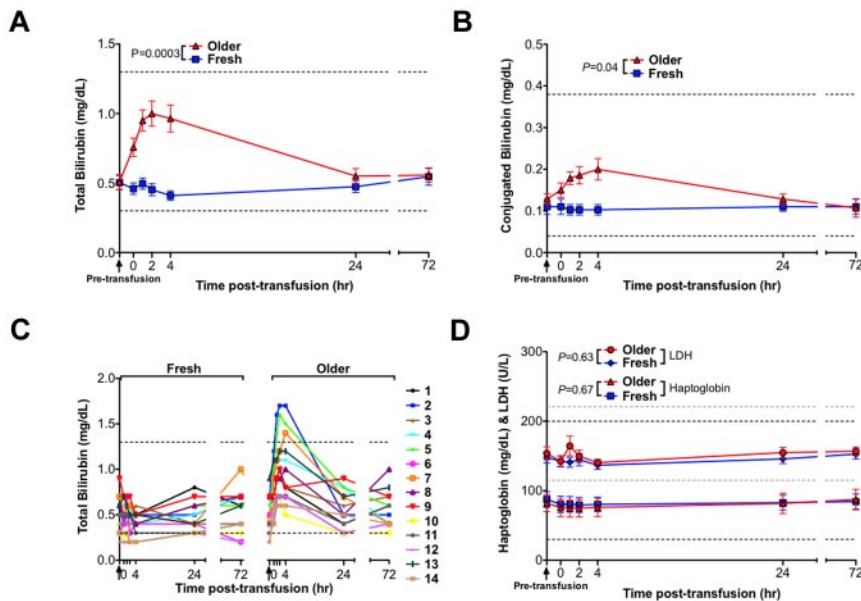 A
P=0.0003
Older
Fresh
Total Bilirubin (mg/dL)
1.5
1.0
0.5
0.0
0 2 4 24 72
Pre-transfusion
Time post-transfusion (hr)
B
P=0.04
Older
Fresh
Conjugated Bilirubin (mg/dL)
0.5
0.4
0.3
0.2
0.1
0.0
0 2 4 24 72
Pre-transfusion
Time post-transfusion (hr)
C
Fresh Older
Total Bilirubin (mg/dL)
2.0
1.5
1.0
0.5
0.0
0 4 24 72 0 4 24 72
Time post-transfusion (hr)
1
2
3
4
5
6
7
8
9
10
11
12
13
14
D
P=0.63
Older
Fresh
LDH
P=0.67
Older
Fresh
Haptoglobin
Haptoglobin (mg/dL) & LDH (U/L)
300
200
100
0
0 2 4 24 72
Pre-transfusion
Time post-transfusion (hr)